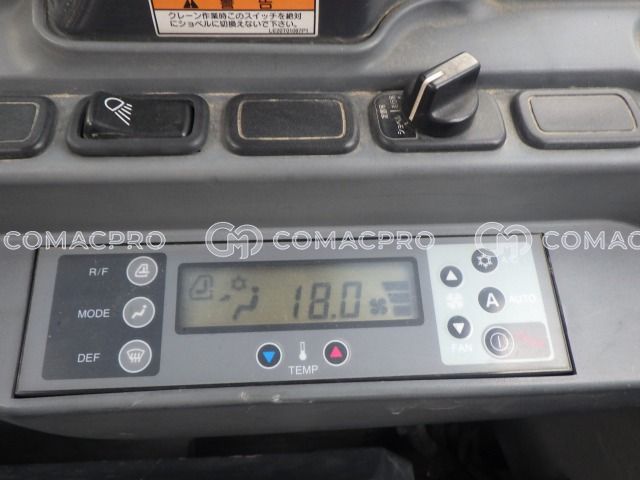 警告
クレーン作業時このスイッチを絶対
にショベルに切換えないで下さい。
COMACPRO COMACPRO COMACPRO
R/F
MODE
DEF
18.0
TEMP
FAN
A AUTO